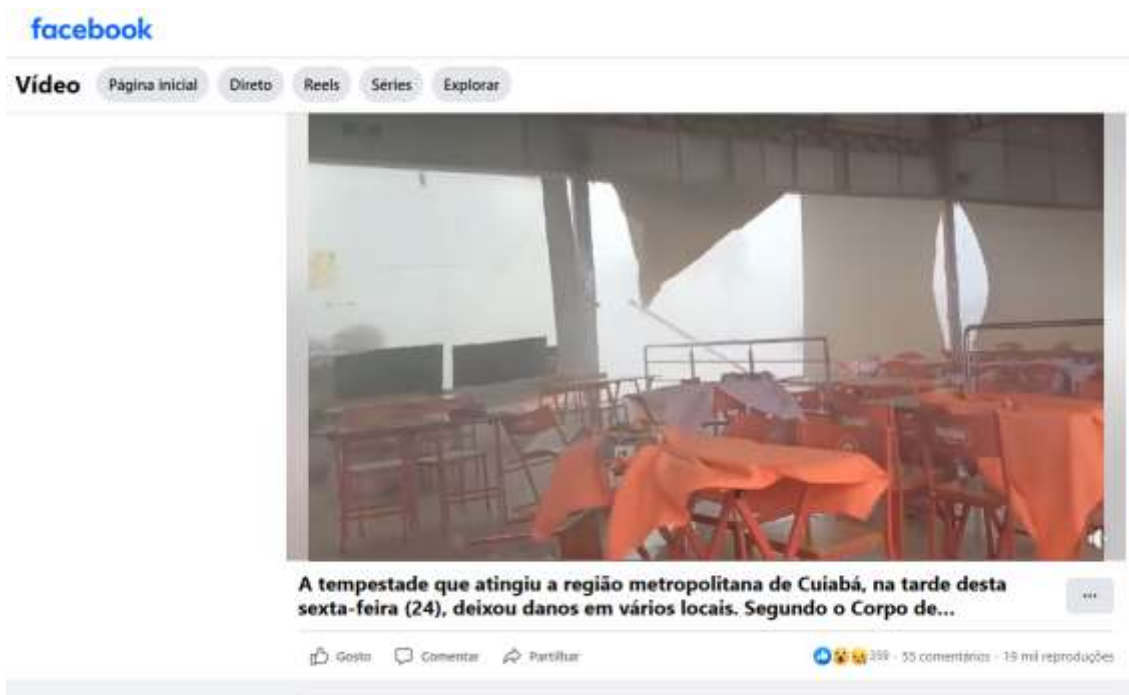 facebook
Vídeo Página inicial Direto Reels Séries Explorar
A tempestade que atingiu a região metropolitana de Cuiabá, na tarde desta
sexta-feira (24), deixou danos em vários locais. Segundo o Corpo de...
Gosto Comentar Partilhar 359 · 55 comentários · 19 mil reproduções